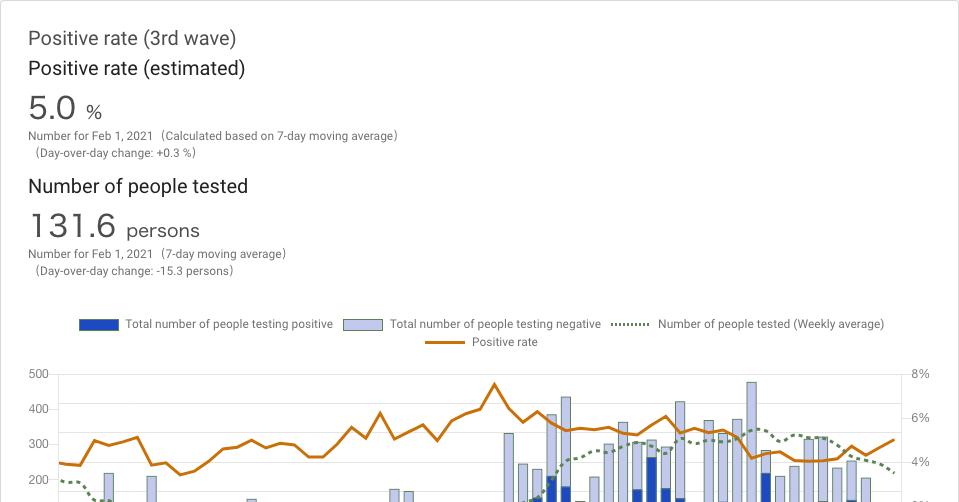 Positive rate (3rd wave)
Positive rate (estimated)
5.0 %
Number for Feb 1, 2021（Calculated based on 7-day moving average）
（Day-over-day change: +0.3 %）
Number of people tested
131.6 persons
Number for Feb 1, 2021（7-day moving average）
（Day-over-day change: -15.3 persons）
Total number of people testing positive Total number of people testing negative Number of people tested (Weekly average)
Positive rate
500 8%
400
6%
300
4%
200